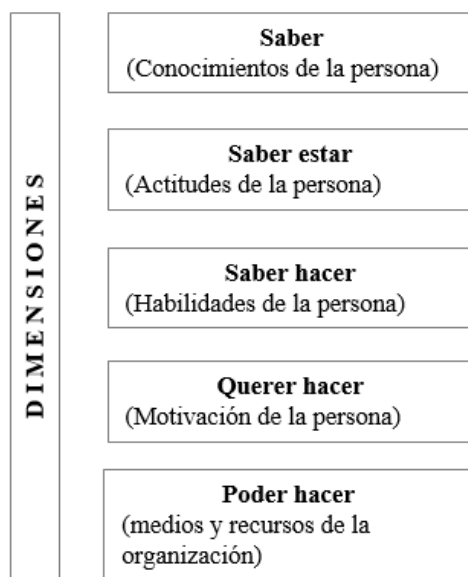 DIMENSIONES
Saber
(Conocimientos de la persona)
Saber estar
(Actitudes de la persona)
Saber hacer
(Habilidades de la persona)
Querer hacer
(Motivación de la persona)
Poder hacer
(medios y recursos de la
organización)